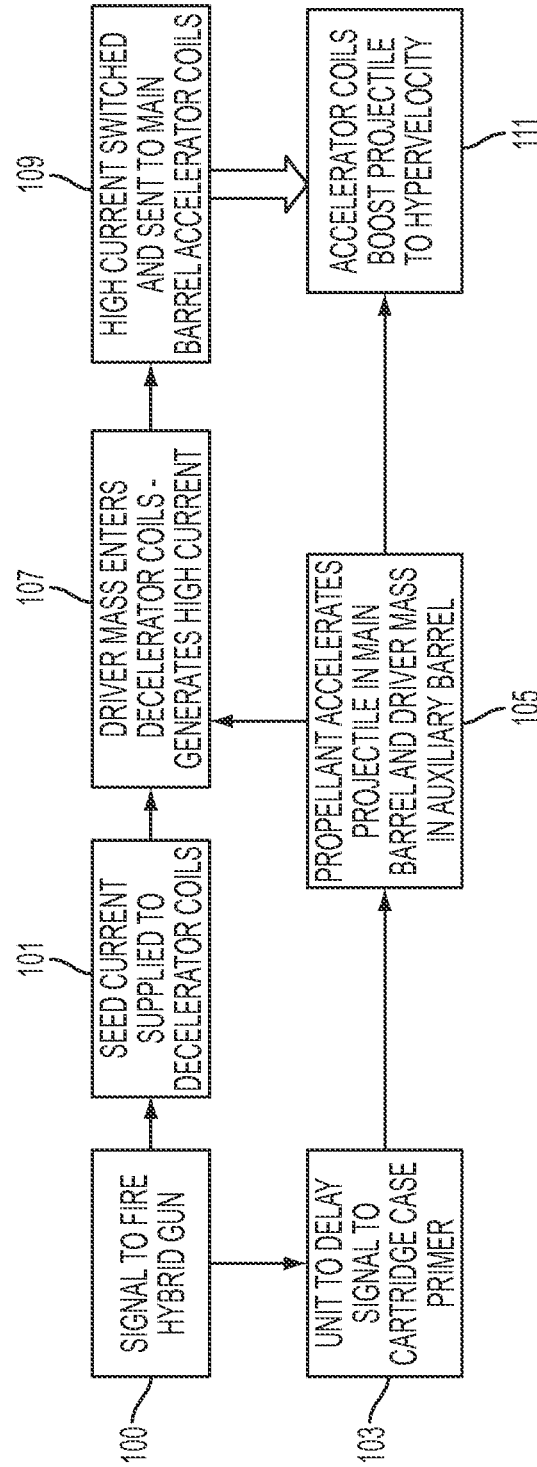 100
SIGNAL TO FIRE
HYBRID GUN
101
SEED CURRENT
SUPPLIED TO
DECELERATOR COILS
107
DRIVER MASS ENTERS
DECELERATOR COILS -
GENERATES HIGH CURRENT
109
HIGH CURRENT SWITCHED
AND SENT TO MAIN
BARREL ACCELERATOR COILS
103
UNIT TO DELAY
SIGNAL TO
CARTRIDGE CASE
PRIMER
105
PROPELLANT ACCELERATES
PROJECTILE IN MAIN
BARREL AND DRIVER MASS
IN AUXILIARY BARREL
111
ACCELERATOR COILS
BOOST PROJECTILE
TO HYPERVELOCITY